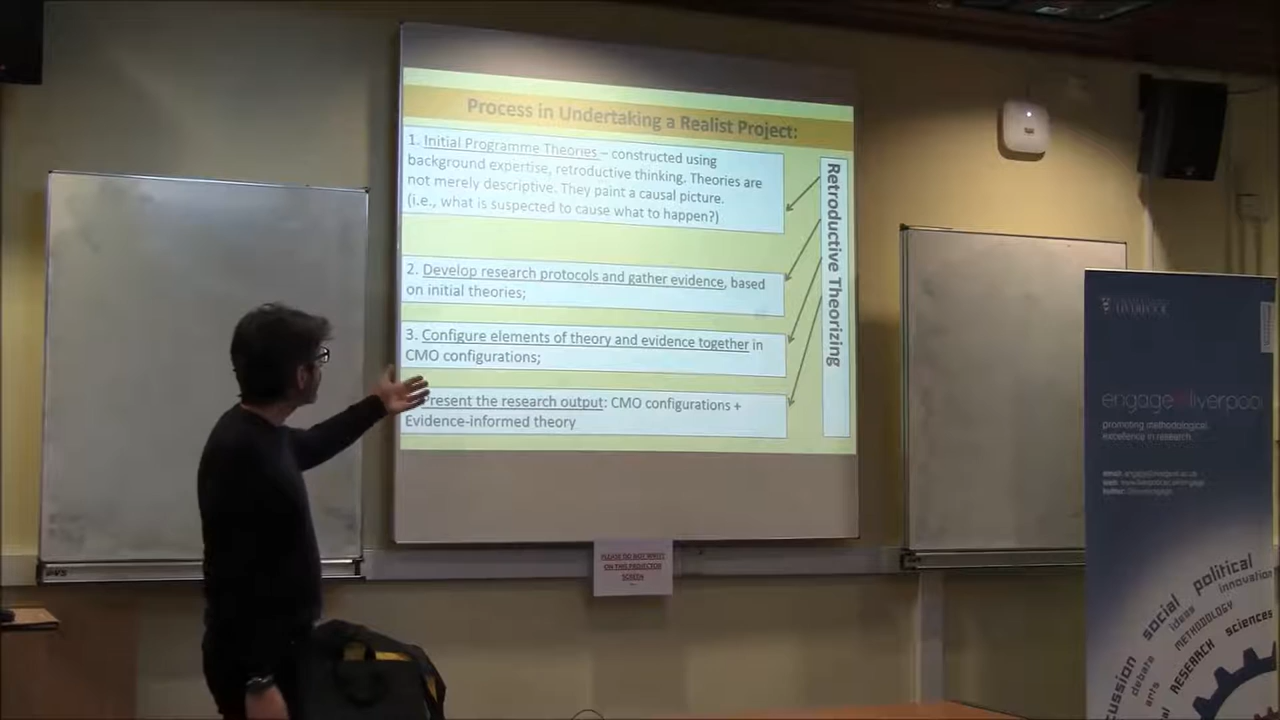 Process in Undertaking a Realist Project:
1. Initial Programme Theories – constructed using
background expertise, retroductive thinking. Theories are
not merely descriptive. They paint a causal picture.
(i.e., what is suspected to cause what to happen?)
2. Develop research protocols and gather evidence, based
on initial theories;
3. Configure elements of theory and evidence together in
CMO configurations;
Present the research output: CMO configurations +
Evidence-informed theory
Retroductive Theorizing
PLEASE DO NOT WRITE
ON THIS PROJECTOR
SCREEN
LIVERPOOL
engage@liverpool
promoting methodological
excellence in research
political
innovation
social
ideas
METHODOLOGY
sciences
RESEARCH
debate
arts
cussion